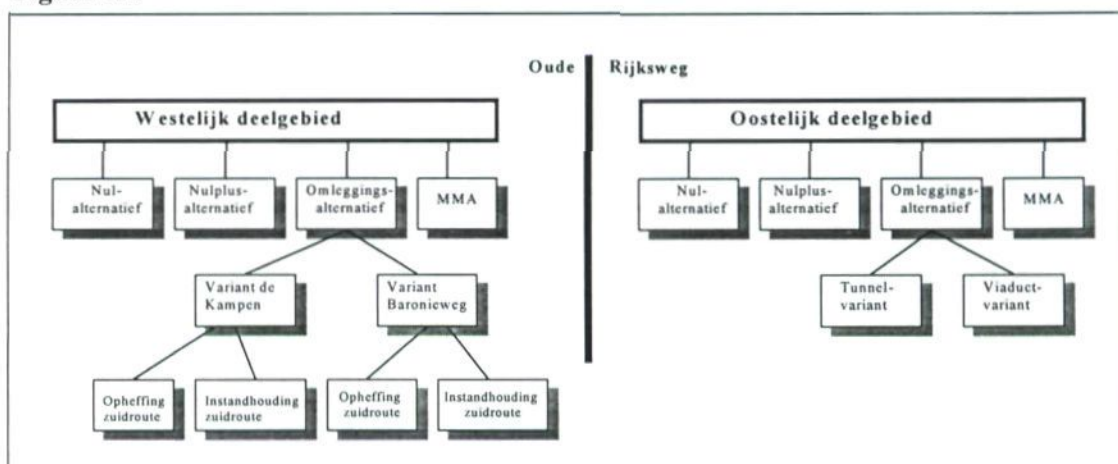 Oude Rijksweg
Westelijk deelgebied
Oostelijk deelgebied
Nul-
alternatief
Nulplus-
alternatief
Omleggings-
alternatief
MMA
Nul-
alternatief
Nulplus-
alternatief
Omleggings-
alternatief
MMA
Variant de
Kampen
Variant
Baronieweg
Tunnel-
variant
Viaduct-
variant
Opheffing
zuidroute
Instandhouding
zuidroute
Opheffing
zuidroute
Instandhouding
zuidroute